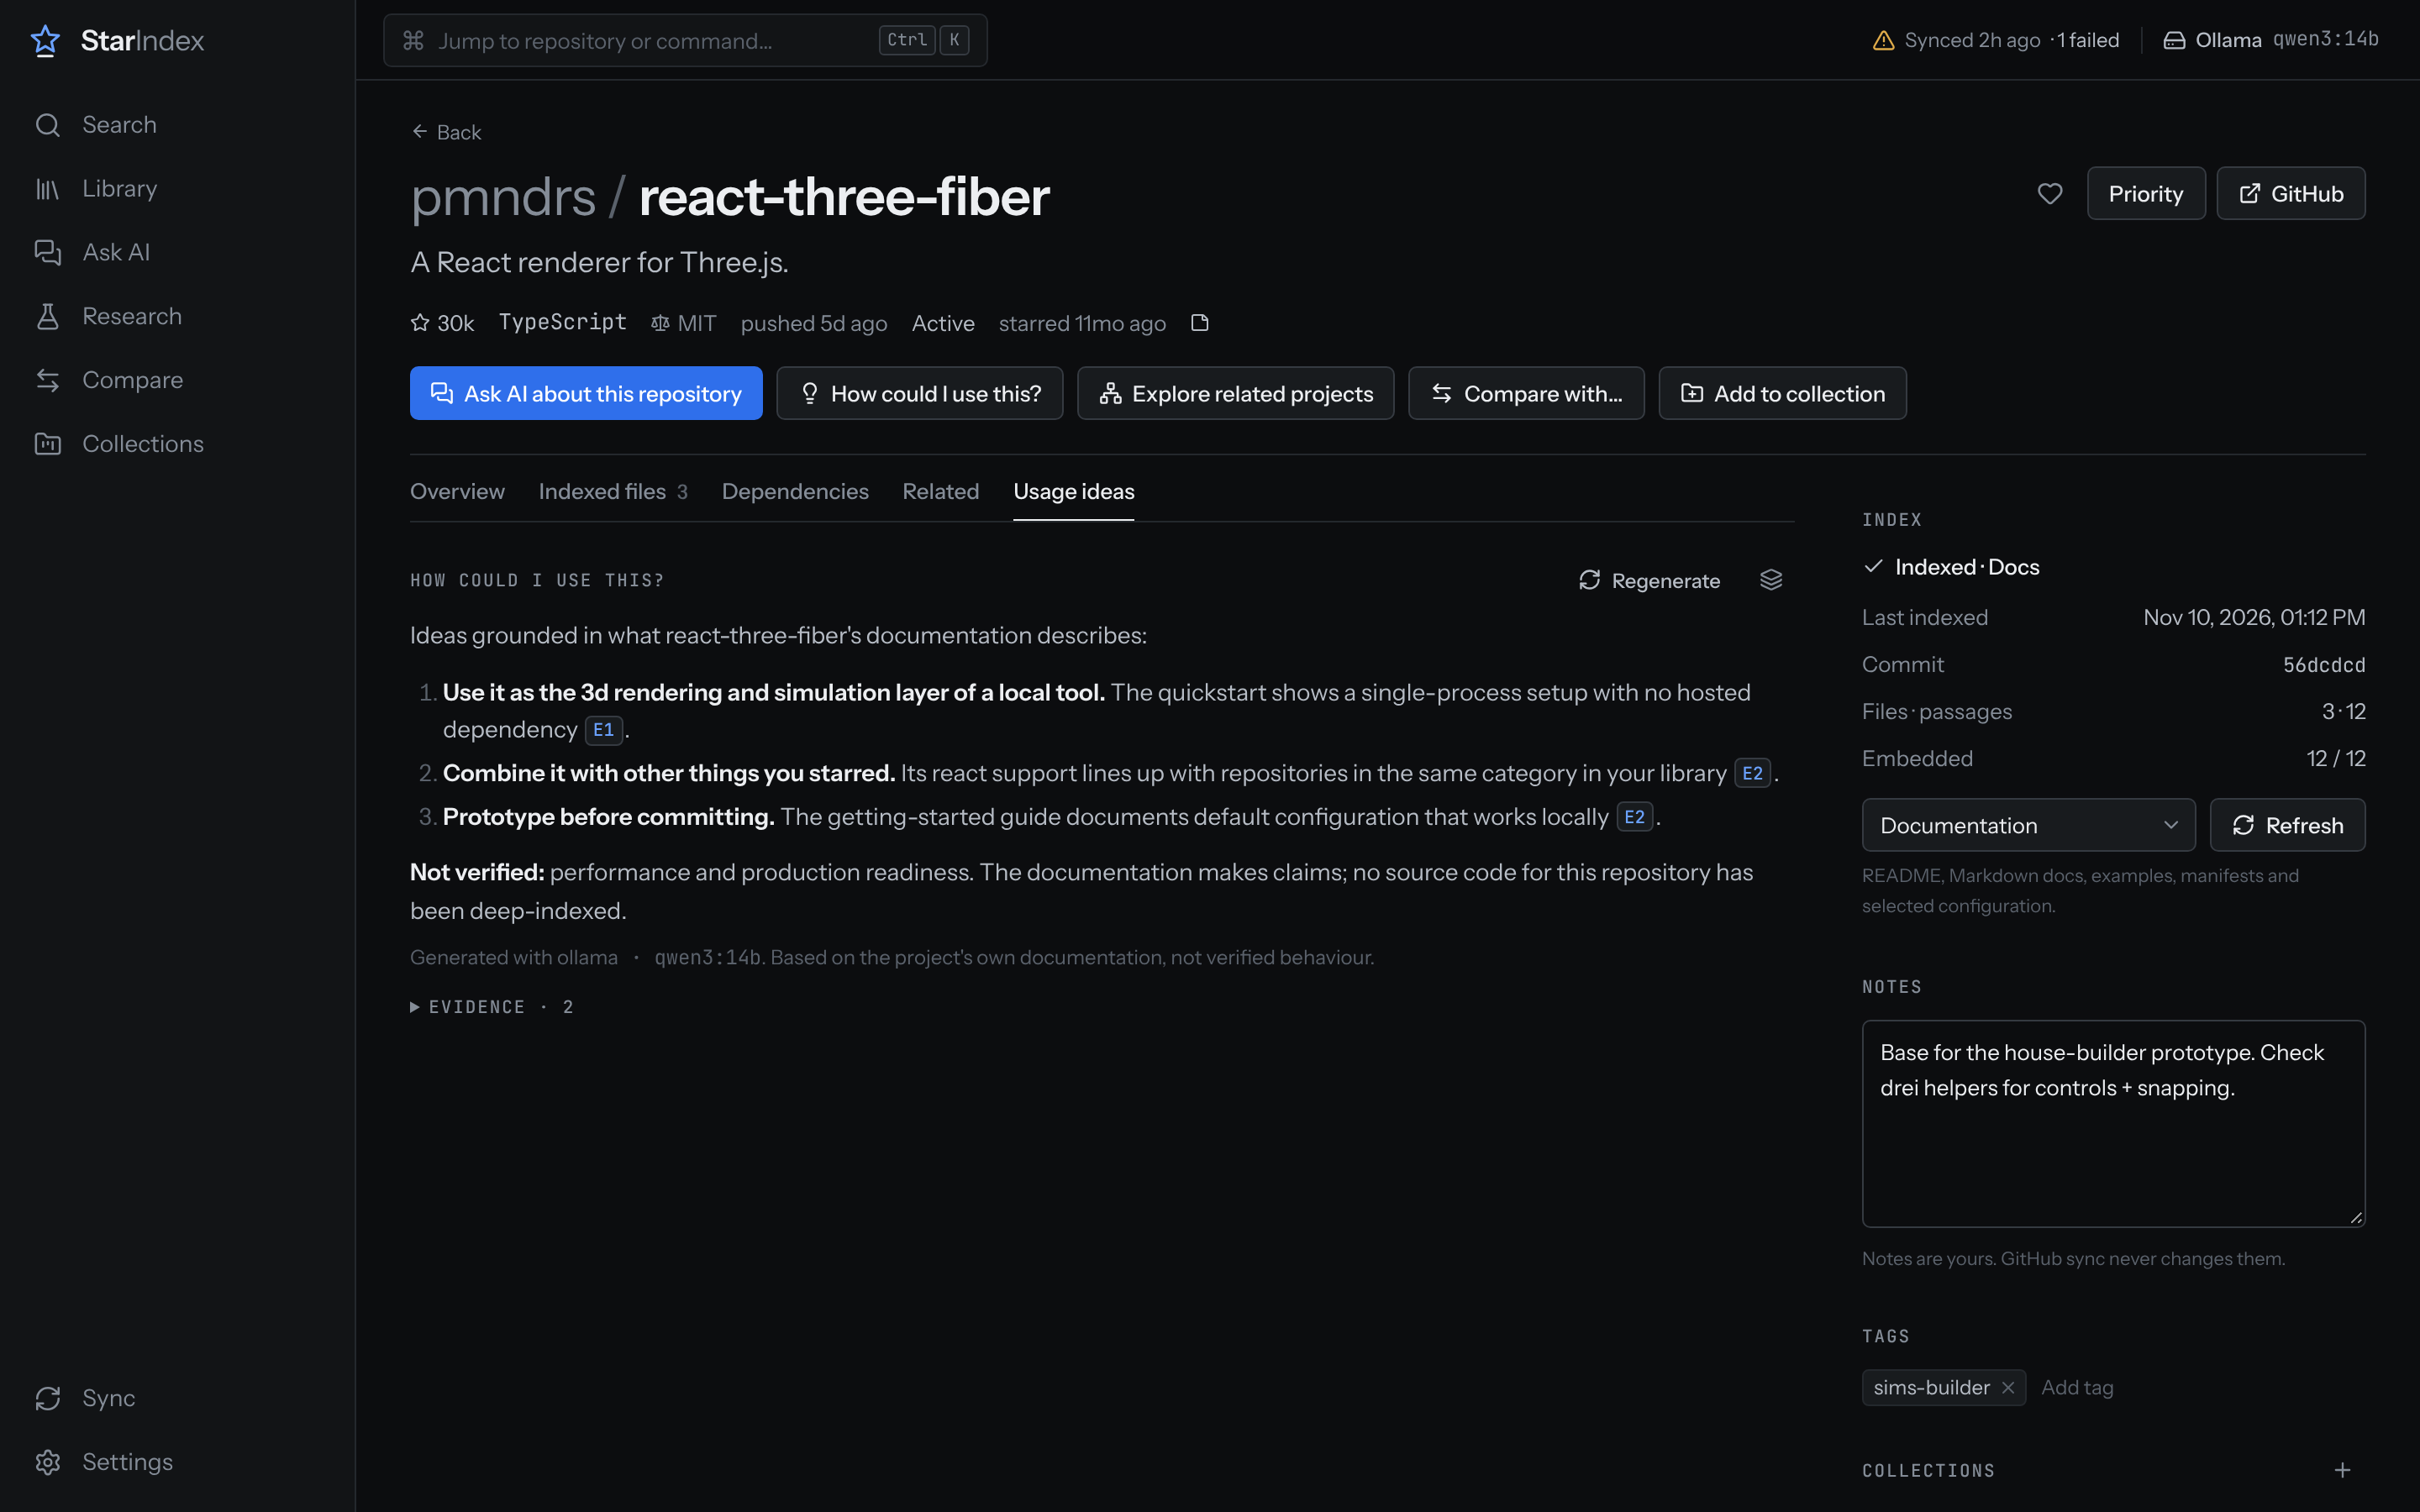 StarIndex
Search
Library
Ask AI
Research
Compare
Collections
Sync
Settings
⌘ Jump to repository or command... Ctrl K
Synced 2h ago · 1 failed
Ollama qwen3:14b
← Back
pmndrs / react-three-fiber
Priority
GitHub
A React renderer for Three.js.
30k TypeScript MIT pushed 5d ago Active starred 11mo ago
Ask AI about this repository
How could I use this?
Explore related projects
Compare with...
Add to collection
Overview Indexed files 3 Dependencies Related Usage ideas
HOW COULD I USE THIS?
Regenerate
Ideas grounded in what react-three-fiber's documentation describes:
1. Use it as the 3d rendering and simulation layer of a local tool. The quickstart shows a single-process setup with no hosted
dependency E1.
2. Combine it with other things you starred. Its react support lines up with repositories in the same category in your library E2.
3. Prototype before committing. The getting-started guide documents default configuration that works locally E2.
Not verified: performance and production readiness. The documentation makes claims; no source code for this repository has
been deep-indexed.
Generated with ollama · qwen3:14b. Based on the project's own documentation, not verified behaviour.
EVIDENCE · 2
INDEX
Indexed · Docs
Last indexed Nov 10, 2026, 01:12 PM
Commit 56dcdcd
Files · passages 3 · 12
Embedded 12 / 12
Documentation
Refresh
README, Markdown docs, examples, manifests and
selected configuration.
NOTES
Base for the house-builder prototype. Check
drei helpers for controls + snapping.
Notes are yours. GitHub sync never changes them.
TAGS
sims-builder Add tag
COLLECTIONS